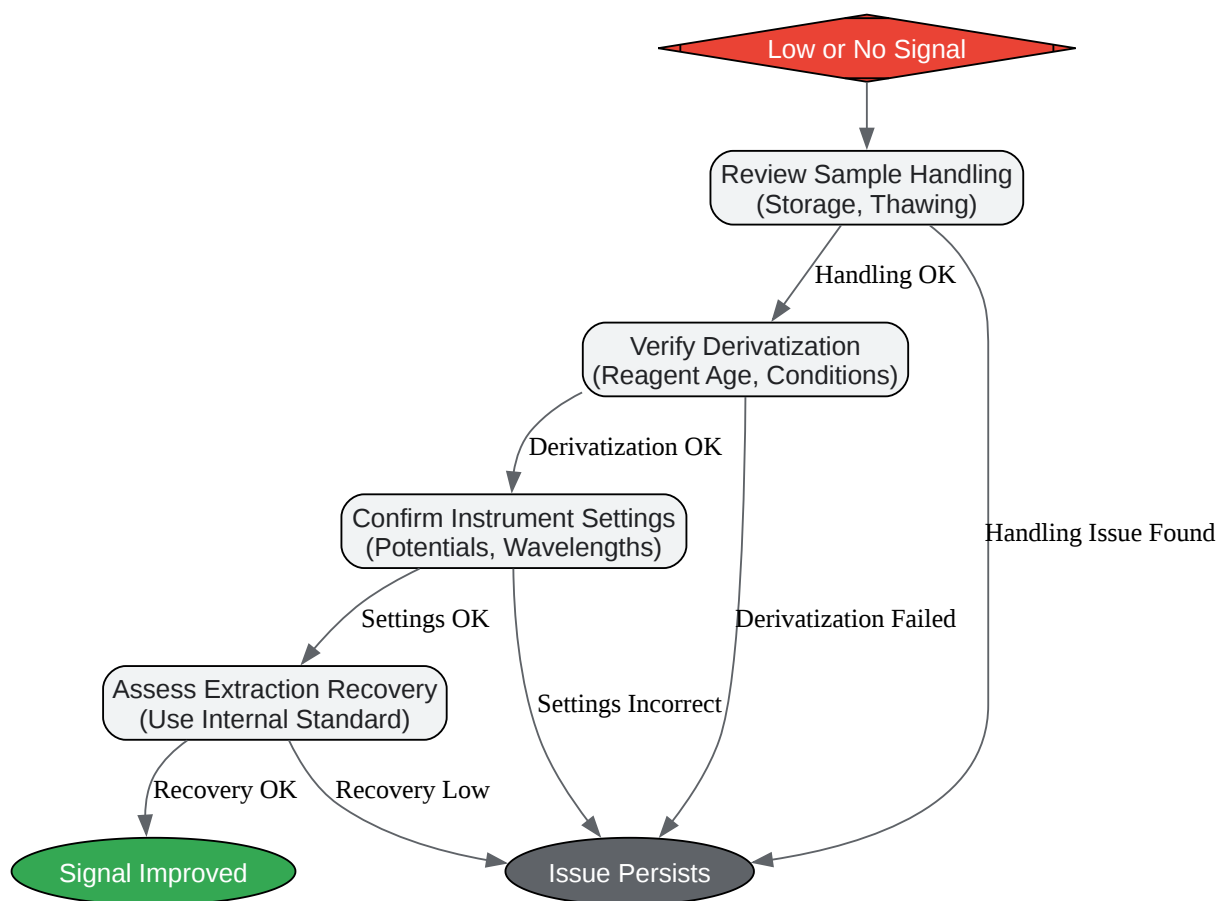 Low or No Signal
Review Sample Handling
(Storage, Thawing)
Handling OK
Verify Derivatization
(Reagent Age, Conditions)
Derivatization OK
Confirm Instrument Settings
(Potentials, Wavelengths)
Handling Issue Found
Settings OK
Derivatization Failed
Assess Extraction Recovery
(Use Internal Standard)
Settings Incorrect
Recovery OK
Recovery Low
Signal Improved
Issue Persists